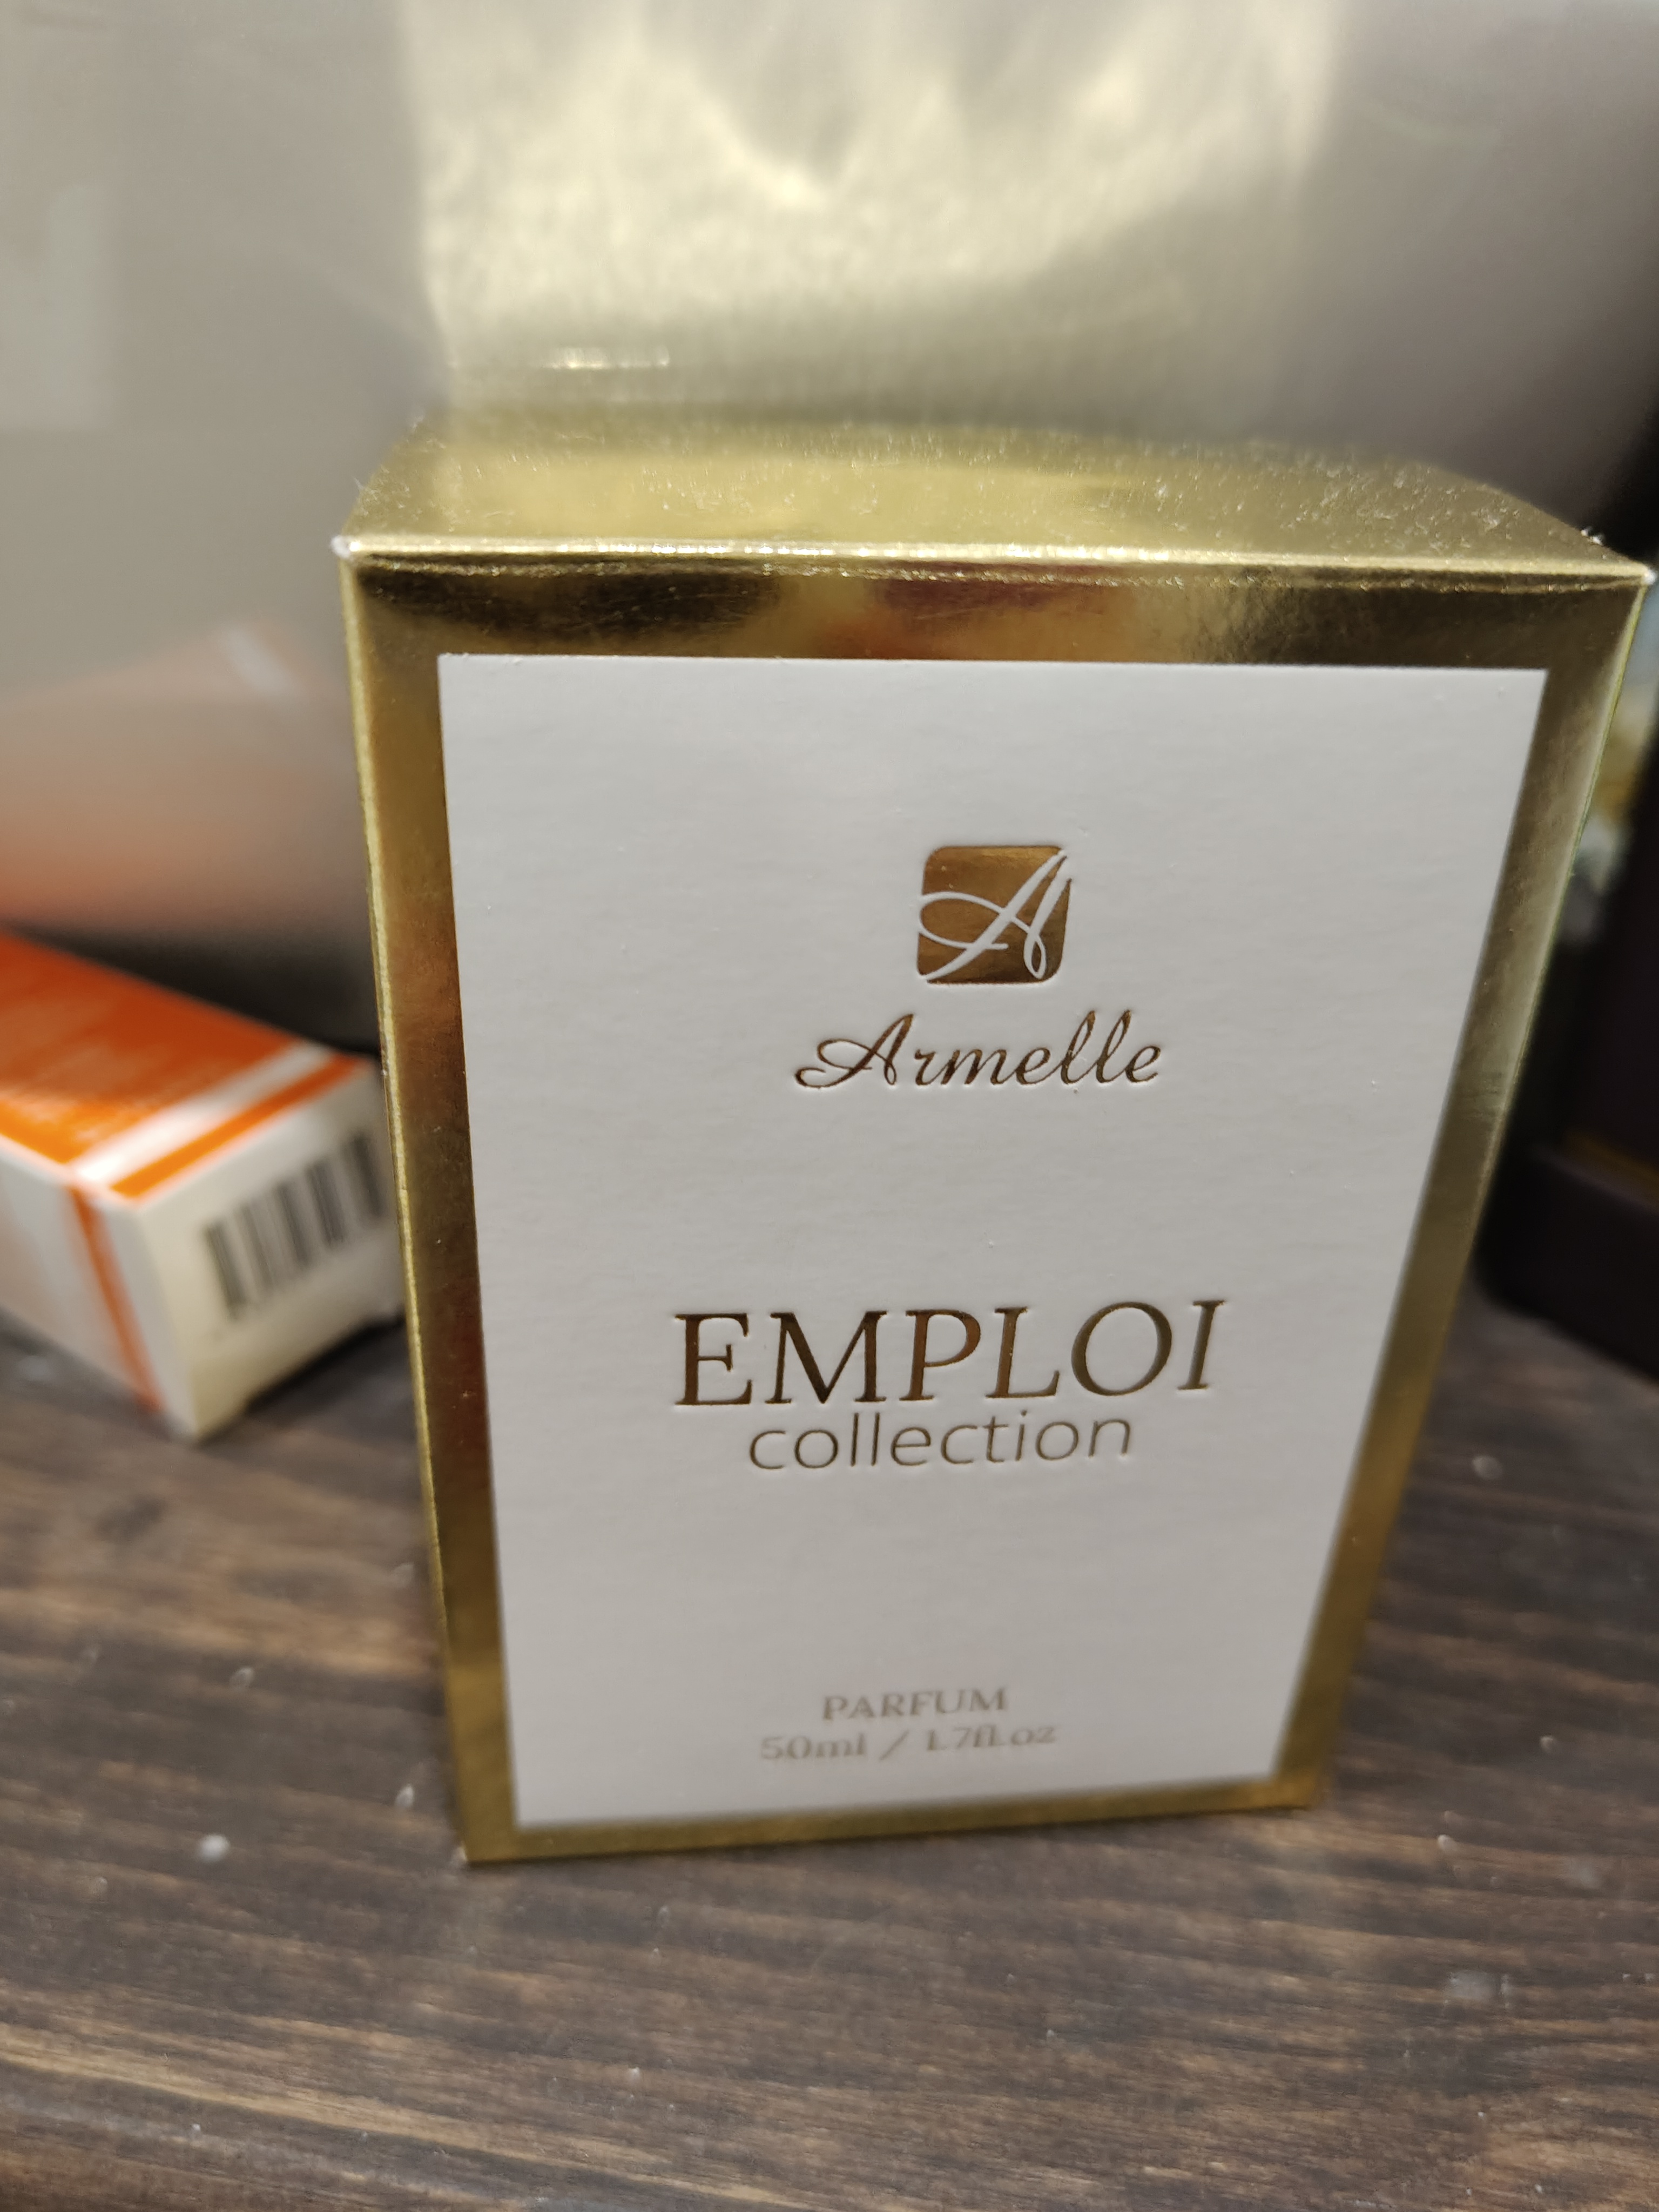 A
Armelle
EMPLOI
collection
PARFUM
50ml / 1.7fl.oz